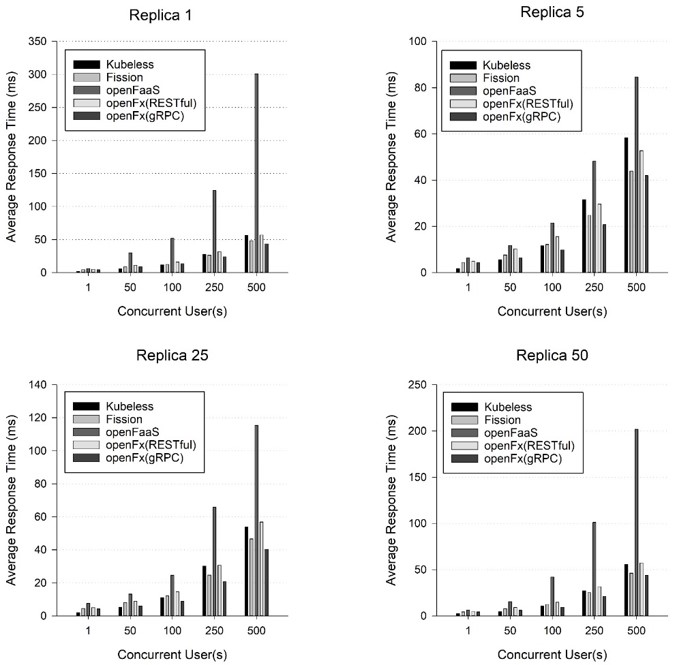 Replica 1
350
300
250
200
150
100
50
0
Average Response Time (ms)
Kubeless
Fission
openFaaS
openFx(RESTful)
openFx(gRPC)
1 50 100 250 500
Concurrent User(s)
Replica 5
100
80
60
40
20
0
Average Response Time (ms)
Kubeless
Fission
openFaaS
openFx(RESTful)
openFx(gRPC)
1 50 100 250 500
Concurrent User(s)
Replica 25
140
120
100
80
60
40
20
0
Average Response Time (ms)
Kubeless
Fission
openFaaS
openFx(RESTful)
openFx(gRPC)
1 50 100 250 500
Concurrent User(s)
Replica 50
250
200
150
100
50
0
Average Response Time (ms)
Kubeless
Fission
openFaaS
openFx(RESTful)
openFx(gRPC)
1 50 100 250 500
Concurrent User(s)